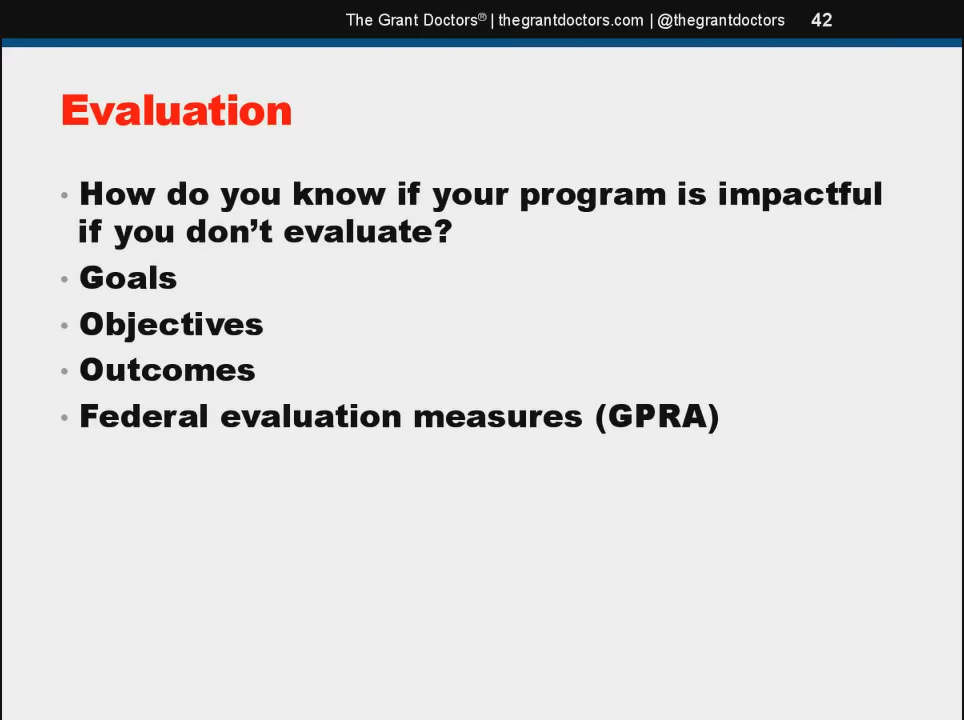 The Grant Doctors® | thegrantdoctors.com | @thegrantdoctors 42
Evaluation
• How do you know if your program is impactful
if you don’t evaluate?
• Goals
• Objectives
• Outcomes
• Federal evaluation measures (GPRA)